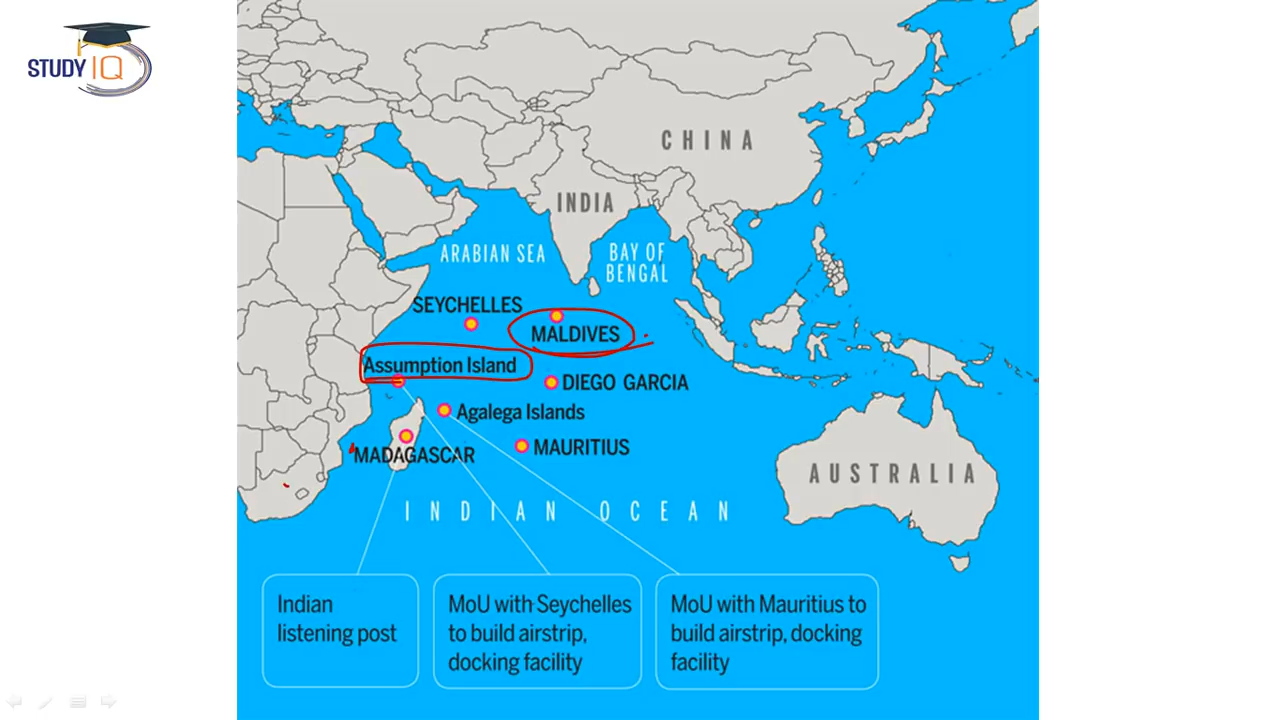 STUDY IQ
CHINA
INDIA
ARABIAN SEA
BAY OF
BENGAL
SEYCHELLES
MALDIVES
Assumption Island
DIEGO GARCIA
Agalega Islands
MAURITIUS
MADAGASCAR
AUSTRALIA
INDIAN OCEAN
Indian
listening post
MoU with Seychelles
to build airstrip,
docking facility
MoU with Mauritius to
build airstrip, docking
facility